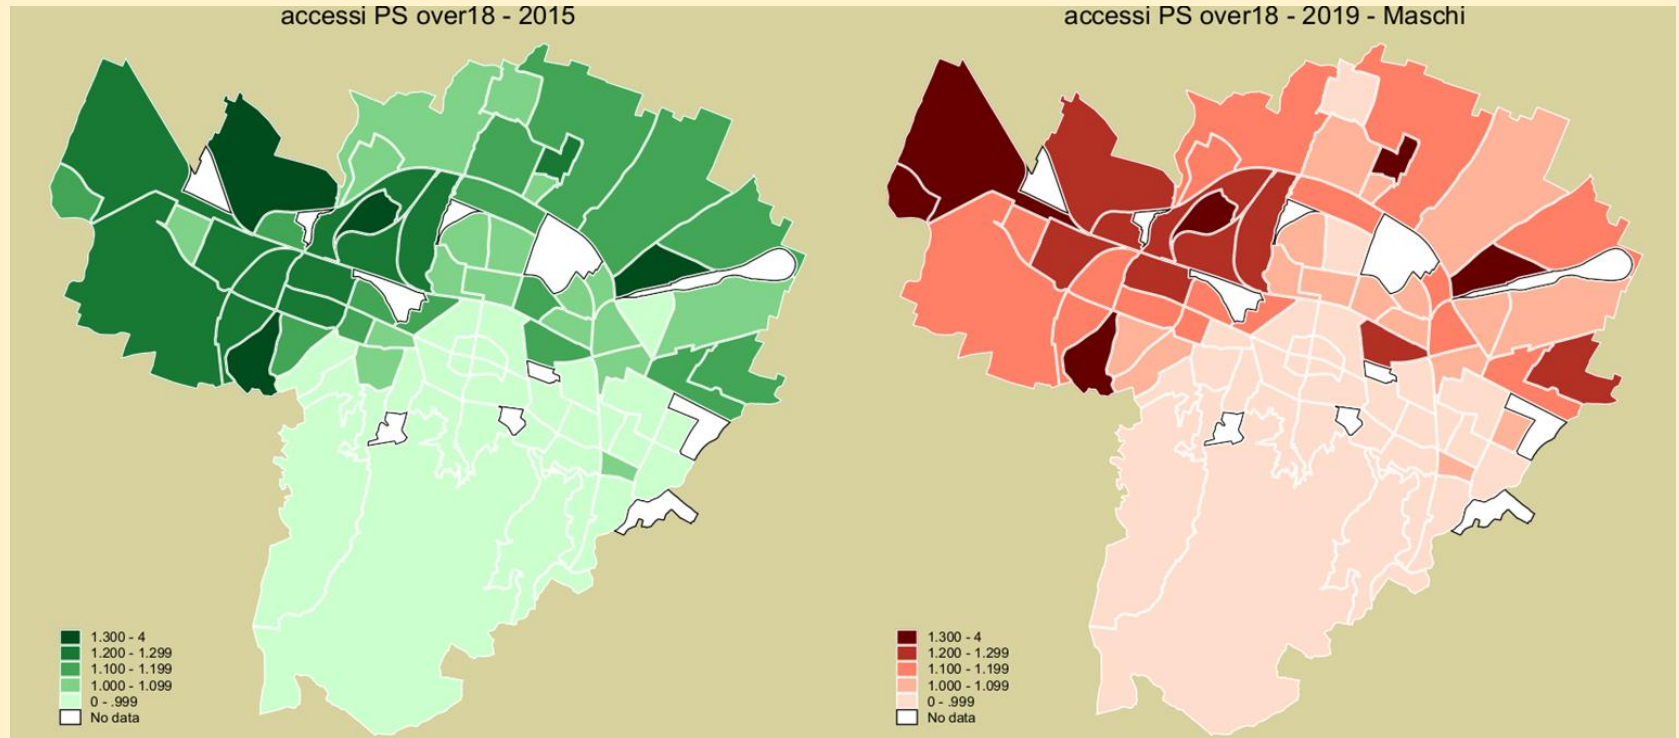 accessi PS over18 - 2015
1.300 - 4
1.200 - 1.299
1.100 - 1.199
1.000 - 1.099
0 - .999
No data
accessi PS over18 - 2019 - Maschi
1.300 - 4
1.200 - 1.299
1.100 - 1.199
1.000 - 1.099
0 - .999
No data